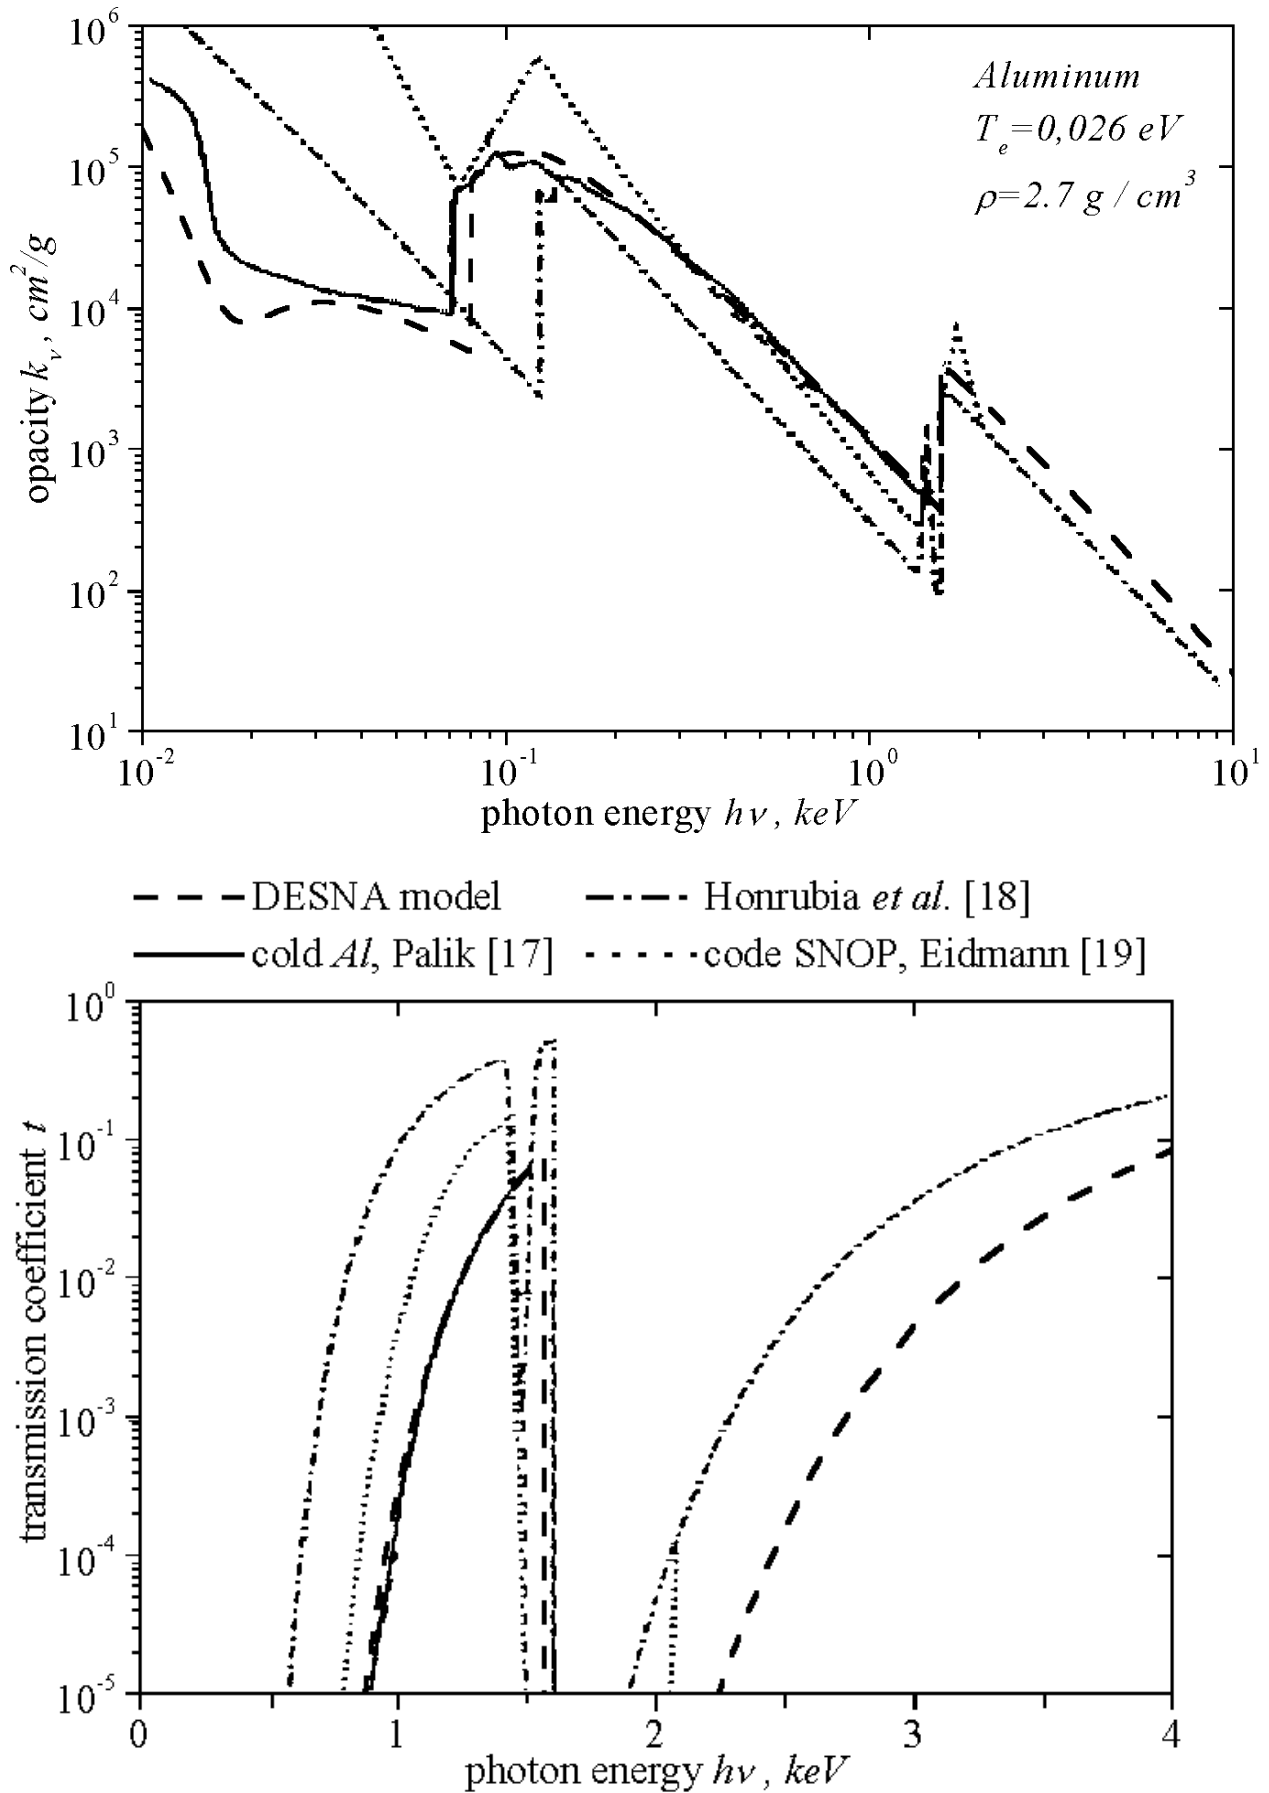 10^6
10^5
10^4
10^3
10^2
10^1
opacity k_ν, cm^2/g
Aluminum
T_e=0,026 eV
ρ=2.7 g / cm^3
10^-2 10^-1 10^0 10^1
photon energy hν, keV
DESNA model Honrubia et al. [18]
cold Al, Palik [17] code SNOP, Eidmann [19]
10^0
10^-1
10^-2
10^-3
10^-4
10^-5
transmission coefficient t
0 1 2 3 4
photon energy hν, keV